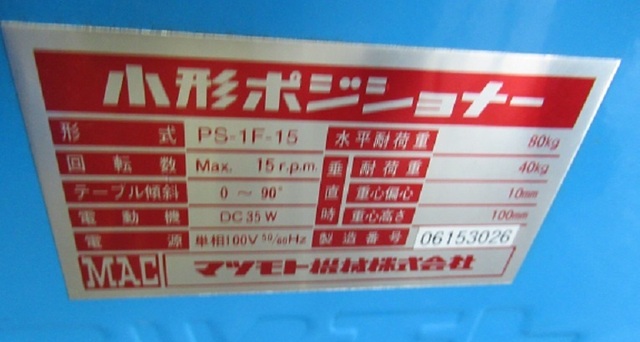 小形ポジショナー
形式 PS-1F-15 水平耐荷重 80kg
回転数 Max. 15 r.p.m. 垂直時 耐荷重 40kg
テーブル傾斜 0 ～ 90° 重心偏心 10mm
電動機 DC 35 W 重心高さ 100mm
電源 単相100V 50/60Hz 製造番号 06153026
MAC マツモト機械株式会社